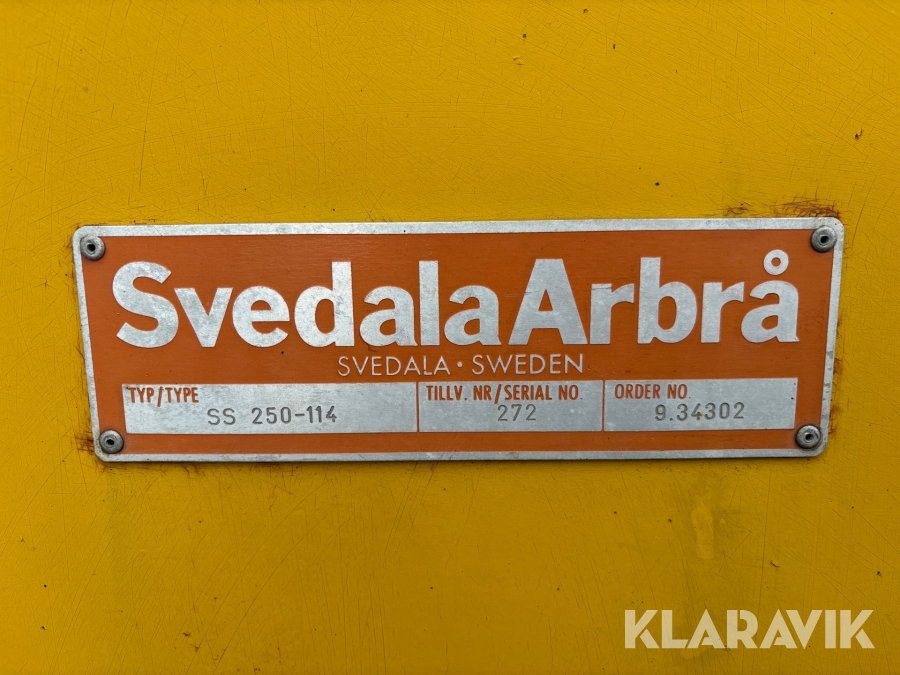 SvedalaArbrå
SVEDALA · SWEDEN
TYP/TYPE TILLV. NR/SERIAL NO. ORDER NO
SS 250-114 272 9.34302
KLARAVIK